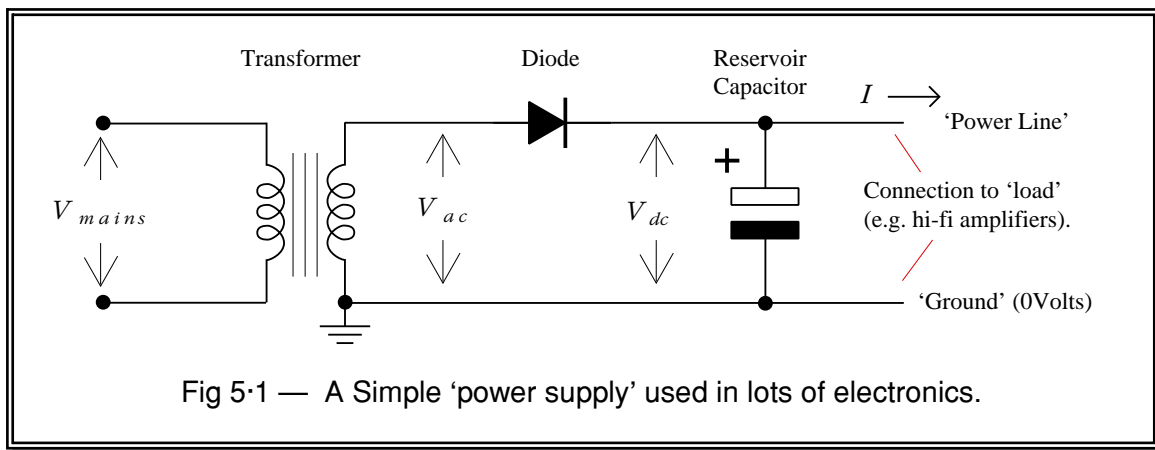 Transformer
Diode
Reservoir
Capacitor
I
‘Power Line’
+
V mains
V ac
V dc
Connection to ‘load’
(e.g. hi-fi amplifiers).
‘Ground’ (0Volts)
Fig 5·1 — A Simple ‘power supply’ used in lots of electronics.